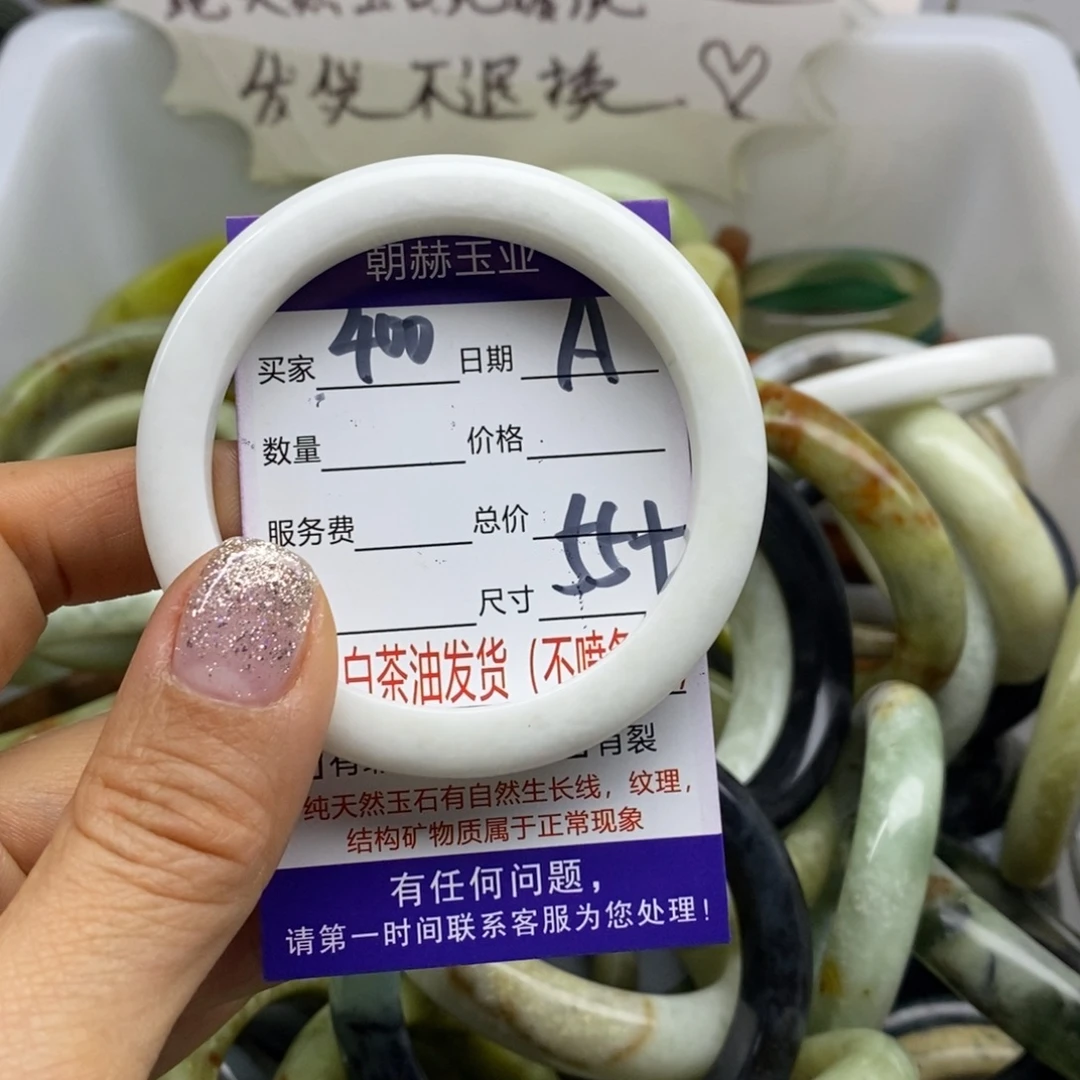 发货不退换
朝赫玉业
买家 400 日期 A
数量 价格
服务费 总价
尺寸 55+
白茶油发货（不喷
有裂
纯天然玉石有自然生长线，纹理，
结构矿物质属于正常现象
有任何问题，
请第一时间联系客服为您处理！